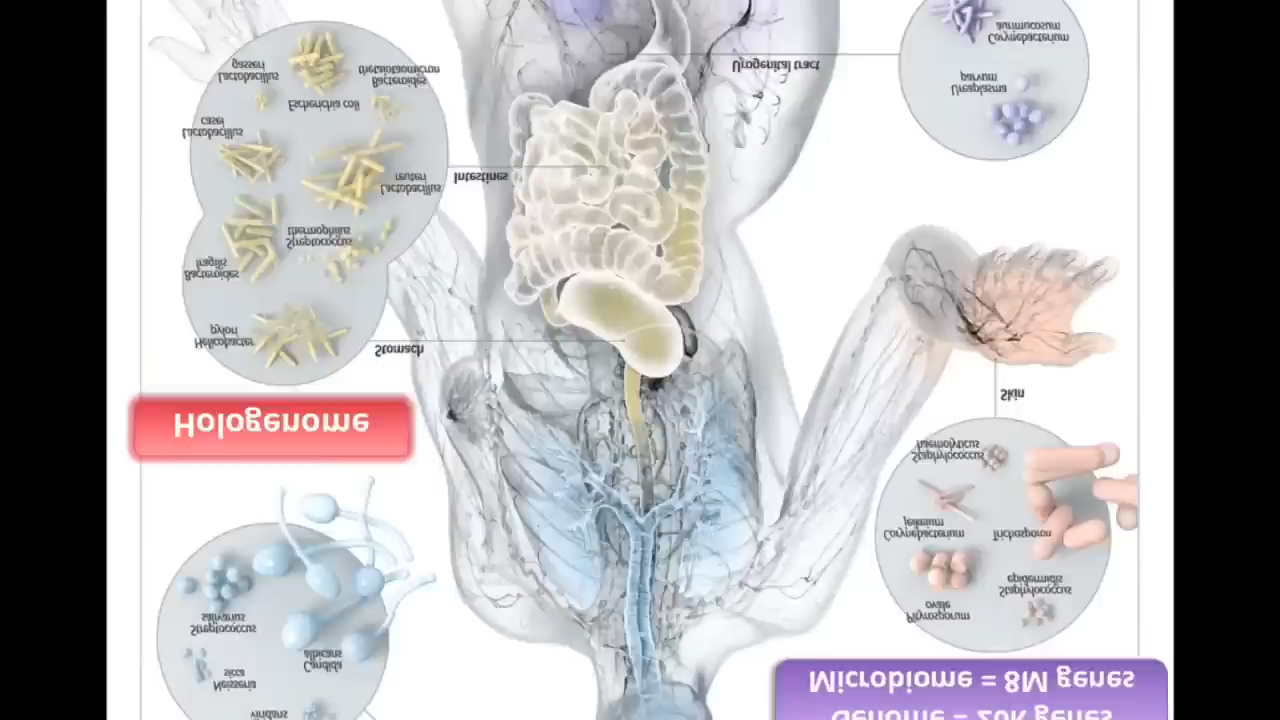 Genome = 20K genes
Microbiome = 8M genes
viridans
Neisseria
sicca
Candida
albicans
Streptococcus
salivarius
Pityrosporum
ovale
Staphylococcus
epidermidis
Corynebacterium
jeikeium
Trichosporon
Staphylococcus
haemolyticus
Hologenome
Skin
Stomach
Helicobacter
pylori
Bacteroides
fragilis
Streptococcus
thermophilus
Lactobacillus
reuteri
Intestines
Lactobacillus
casei
Escherichia coli
Lactobacillus
gasseri
Bacteroides
thetaiotaomicron
Urogenital tract
Ureaplasma
parvum
Corynebacterium
aurimucosum